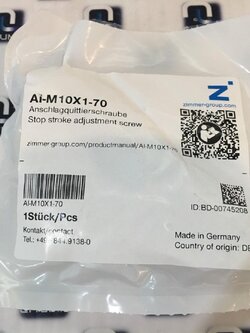 zimmer-group.com
AI-M10X1-70
Anschlagquittierschraube
Stop stroke adjustment screw
zimmer-group.com/productmanual/AI-M10X1-70
AI-M10X1-70
ID:BD-00745208
1Stück/Pcs
Kontakt/contact
Made in Germany
Country of origin: DE